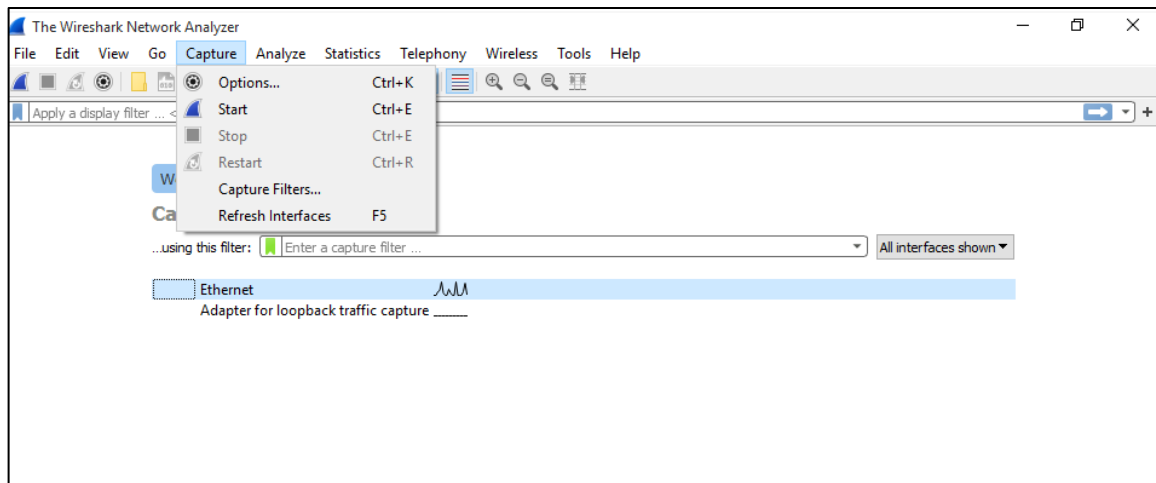 The Wireshark Network Analyzer
File Edit View Go Capture Analyze Statistics Telephony Wireless Tools Help
Options... Ctrl+K
Apply a display filter ... <
Start Ctrl+E
Stop Ctrl+E
Restart Ctrl+R
Capture Filters...
Refresh Interfaces F5
...using this filter: Enter a capture filter ... All interfaces shown
Ethernet
Adapter for loopback traffic capture